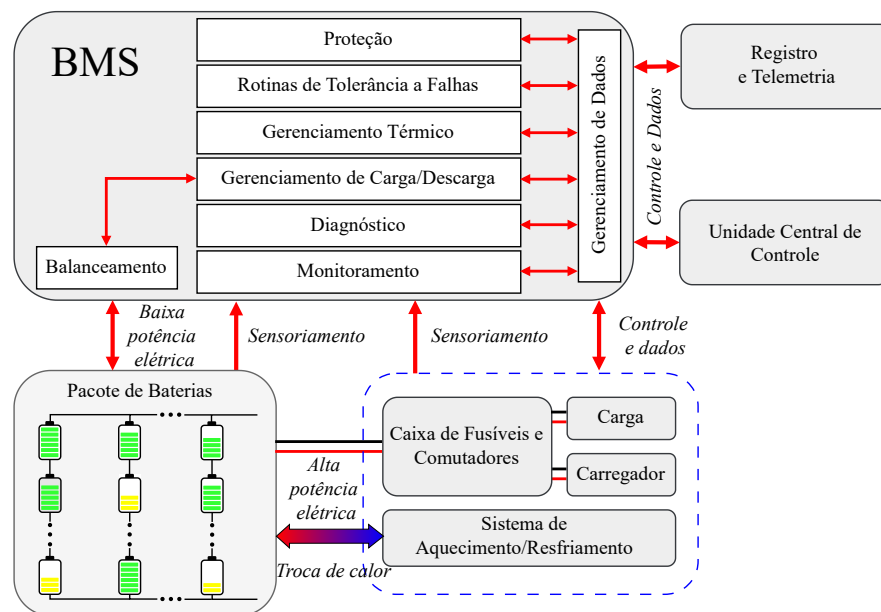 BMS
Proteção
Rotinas de Tolerância a Falhas
Gerenciamento Térmico
Gerenciamento de Carga/Descarga
Diagnóstico
Monitoramento
Balanceamento
Gerenciamento de Dados
Controle e Dados
Registro
e Telemetria
Unidade Central de
Controle
Baixa
potência
elétrica
Sensoriamento
Sensoriamento
Controle
e dados
Pacote de Baterias
Caixa de Fusíveis e
Comutadores
Carga
Carregador
Alta
potência
elétrica
Sistema de
Aquecimento/Resfriamento
Troca de calor